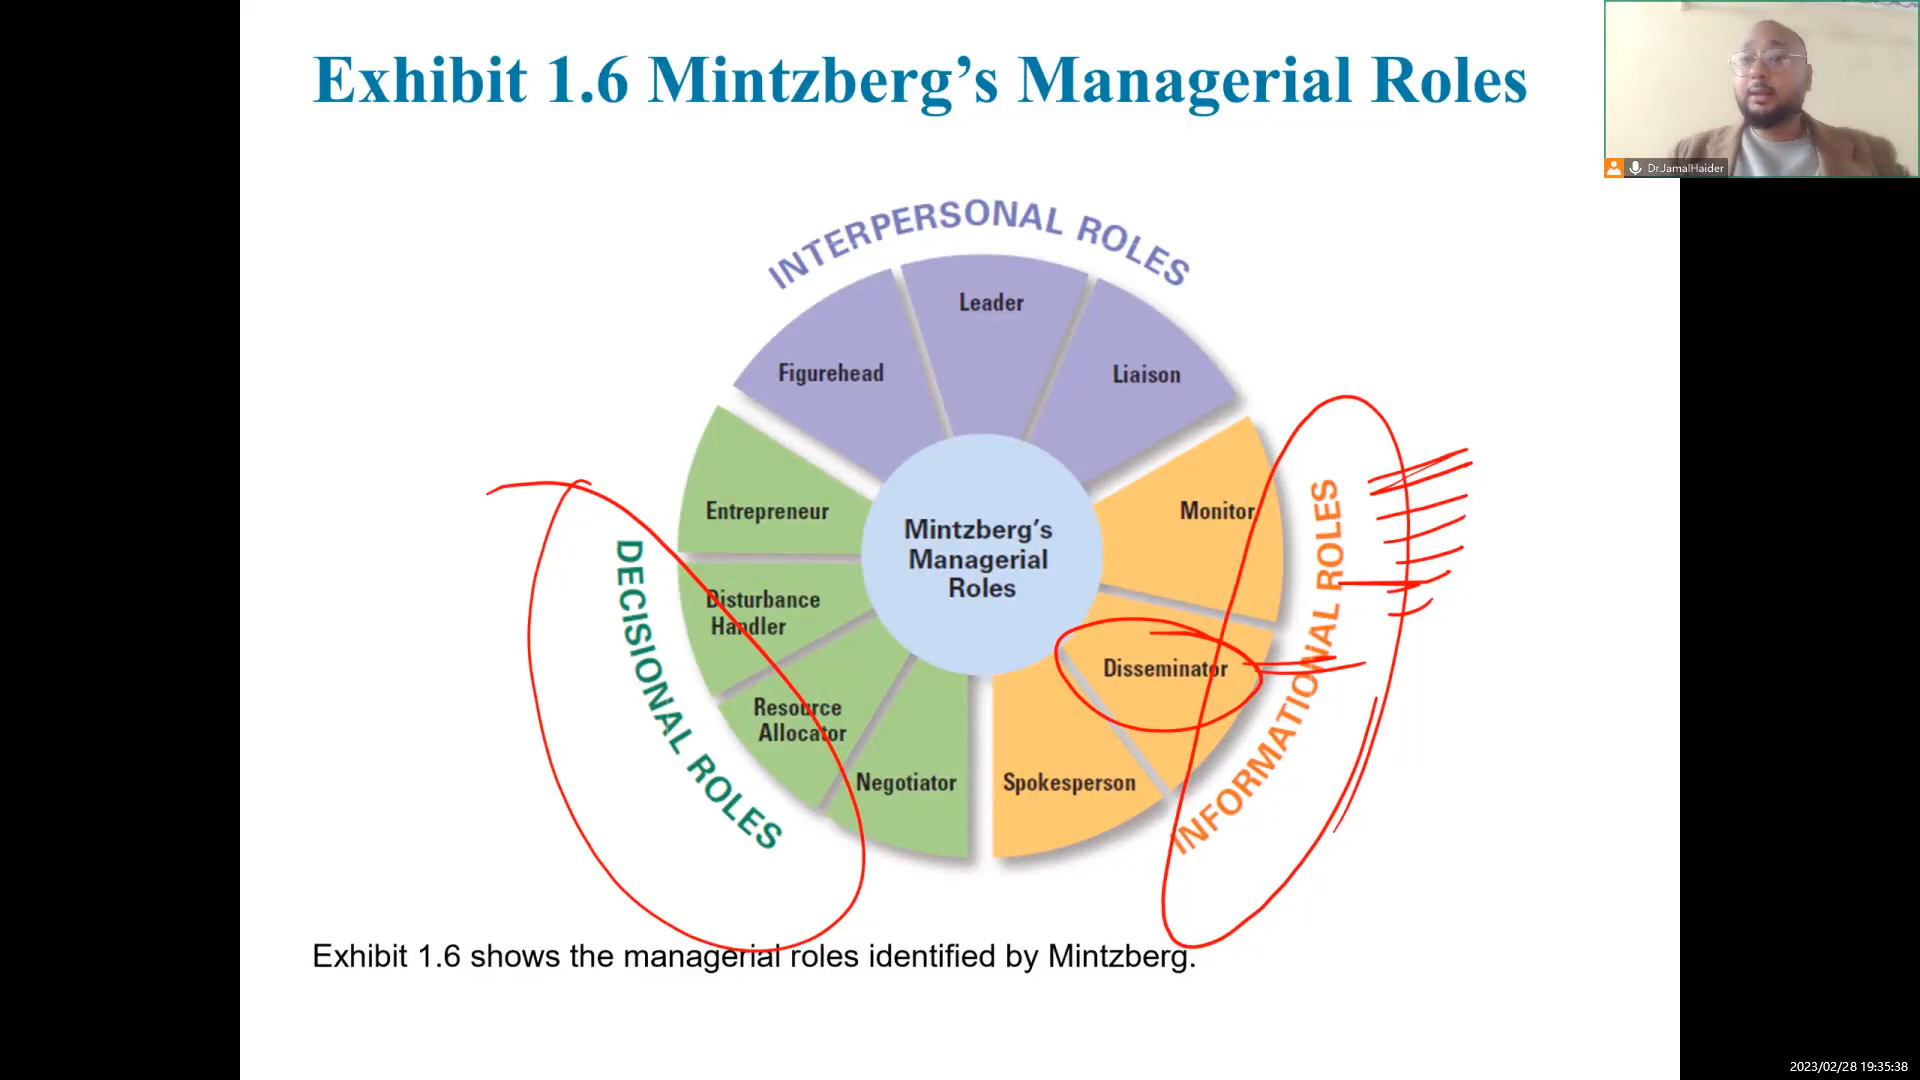 Exhibit 1.6 Mintzberg's Managerial Roles
Dr.JamalHaider
INTERPERSONAL ROLES
Figurehead
Leader
Liaison
Entrepreneur
Disturbance
Handler
Resource
Allocator
Negotiator
DECISIONAL ROLES
Mintzberg's
Managerial
Roles
Monitor
Disseminator
Spokesperson
INFORMATIONAL ROLES
Exhibit 1.6 shows the managerial roles identified by Mintzberg.
2023/02/28 19:35:38